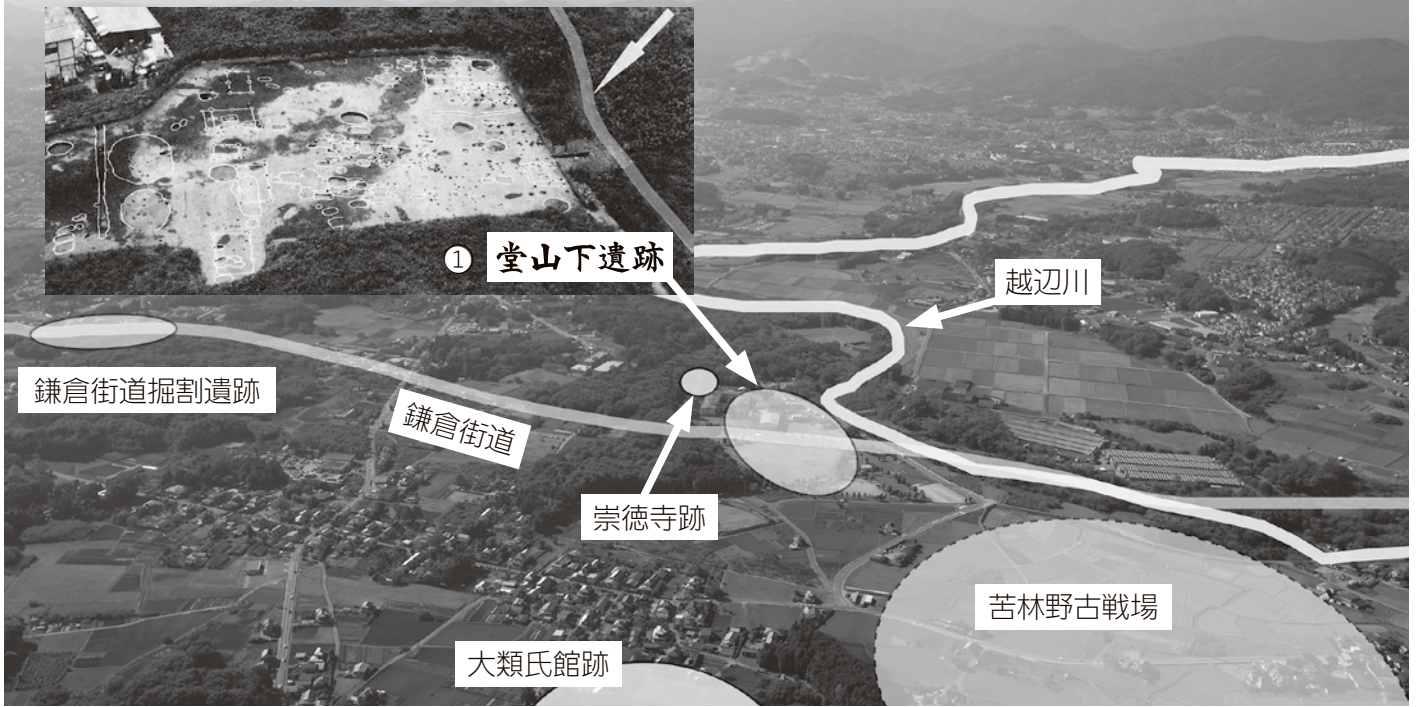 ① 堂山下遺跡
越辺川
鎌倉街道掘割遺跡
鎌倉街道
崇徳寺跡
苦林野古戦場
大類氏館跡